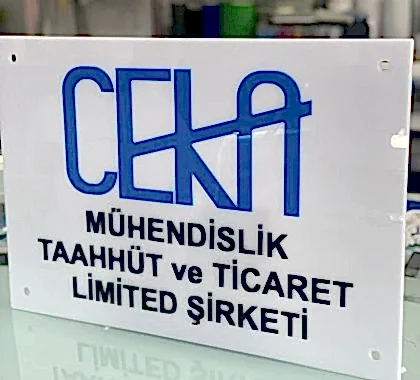 CEKA
MÜHENDİSLİK
TAAHHÜT ve TİCARET
LİMİTED ŞİRKETİ